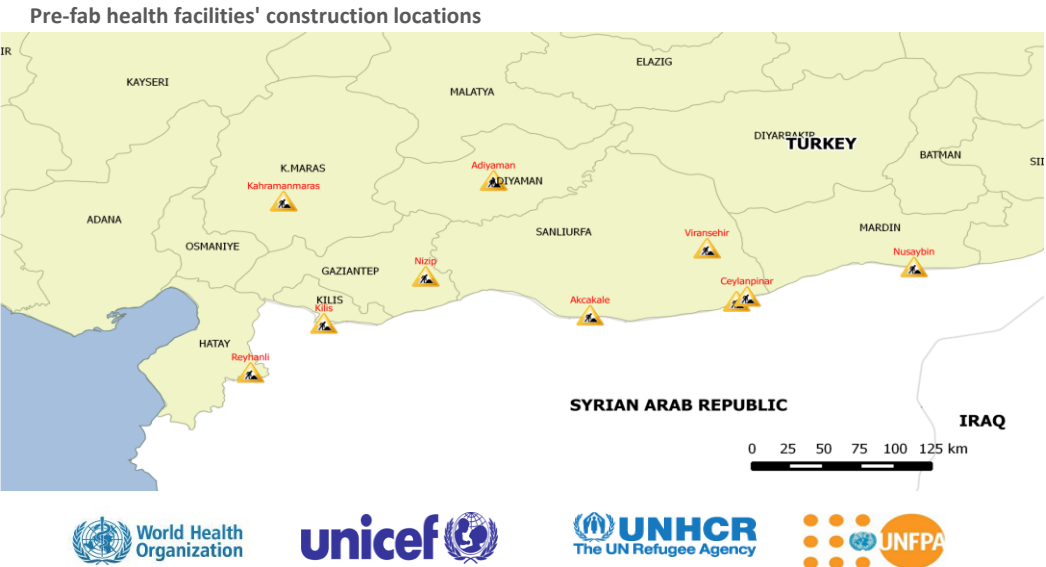 Pre-fab health facilities' construction locations
IR
ELAZIG
KAYSERI
MALATYA
DIYARBAKIR
TURKEY
BATMAN
SII
K.MARAS
Adiyaman
ADIYAMAN
Kahramanmaras
ADANA
OSMANIYE
SANLIURFA
Viransehir
MARDIN
Nusaybin
GAZIANTEP
Nizip
Ceylanpinar
KILIS
Kilis
Akcakale
HATAY
Reyhanli
SYRIAN ARAB REPUBLIC
IRAQ
0 25 50 75 100 125 km
World Health
Organization
unicef
UNHCR
The UN Refugee Agency
UNFPA